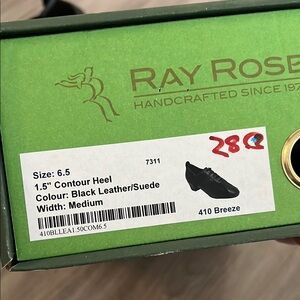 RAY ROSE
HANDCRAFTED SINCE 197
Size: 6.5
7311
1.5" Contour Heel
Colour: Black Leather/Suede
Width: Medium
28
410 Breeze
410BLLEA1.50COM6.5